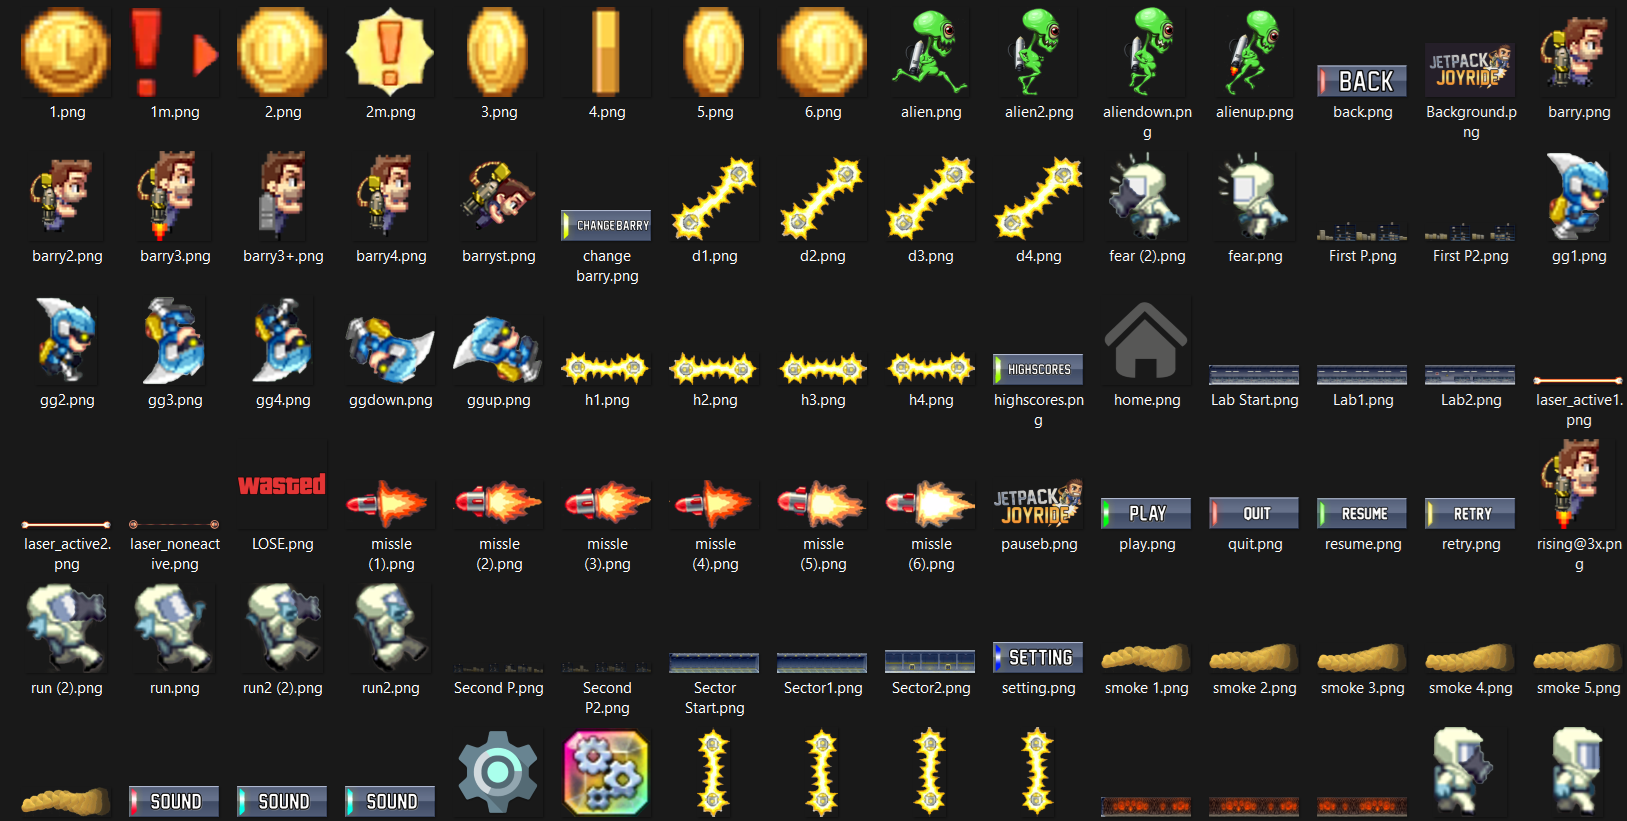 1.png
1m.png
2.png
2m.png
3.png
4.png
5.png
6.png
alien.png
alien2.png
aliendown.pn
g
alienup.png
BACK
back.png
JETPACK
JOYRIDE
Background.p
ng
barry.png
barry2.png
barry3.png
barry3+.png
barry4.png
barryst.png
CHANGEBARRY
change
barry.png
d1.png
d2.png
d3.png
d4.png
fear (2).png
fear.png
First P.png
First P2.png
gg1.png
gg2.png
gg3.png
gg4.png
ggdown.png
ggup.png
h1.png
h2.png
h3.png
h4.png
HIGHSCORES
highscores.pn
g
home.png
Lab Start.png
Lab1.png
Lab2.png
laser_active1.
png
laser_active2.
png
laser_noneact
ive.png
wasted
LOSE.png
missle
(1).png
missle
(2).png
missle
(3).png
missle
(4).png
missle
(5).png
missle
(6).png
JETPACK
JOYRIDE
pauseb.png
PLAY
play.png
QUIT
quit.png
RESUME
resume.png
RETRY
retry.png
rising@3x.pn
g
run (2).png
run.png
run2 (2).png
run2.png
Second P.png
Second
P2.png
Sector
Start.png
Sector1.png
Sector2.png
SETTING
setting.png
smoke 1.png
smoke 2.png
smoke 3.png
smoke 4.png
smoke 5.png
SOUND
SOUND
SOUND